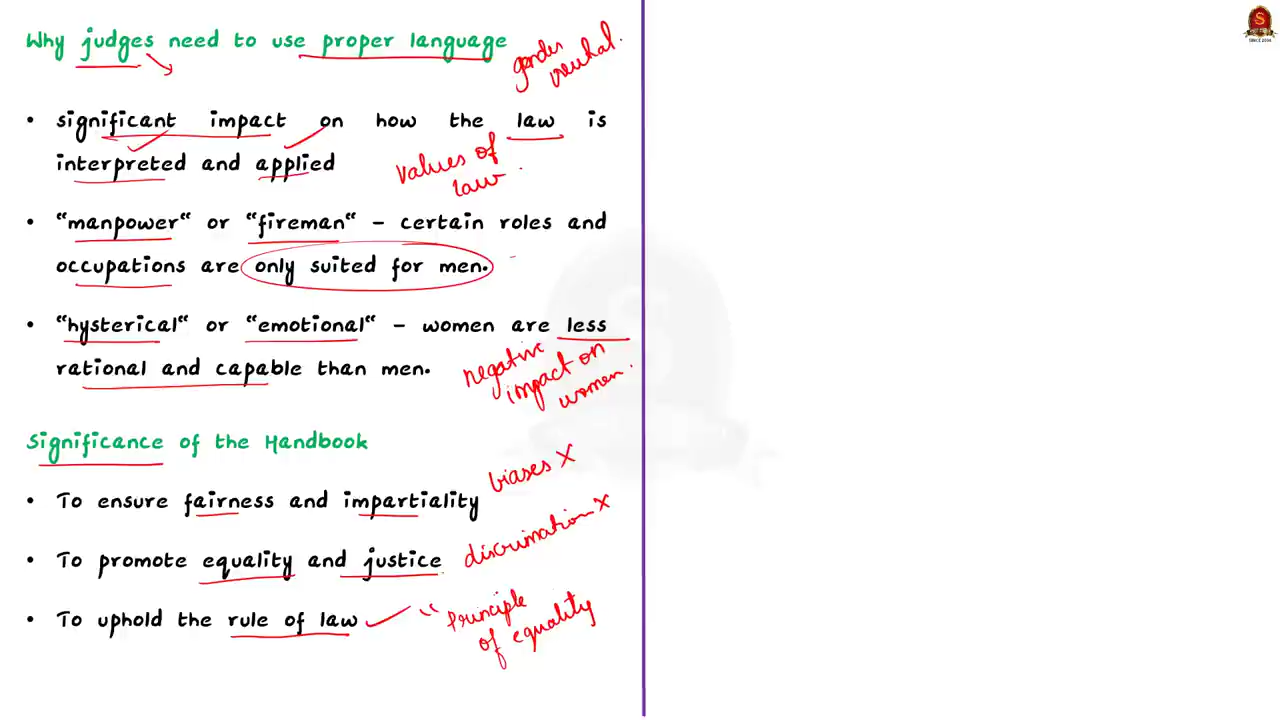 Why judges need to use proper language
gender
neutral.
• significant impact on how the law is
interpreted and applied
values of
law.
• "manpower" or "fireman" – certain roles and
occupations are only suited for men.
• "hysterical" or "emotional" – women are less
rational and capable than men.
negative
impact on
women.
Significance of the Handbook
biases X
• To ensure fairness and impartiality
discrimation X
• To promote equality and justice
• To uphold the rule of law
"Principle
of equality
S
SINCE 2004